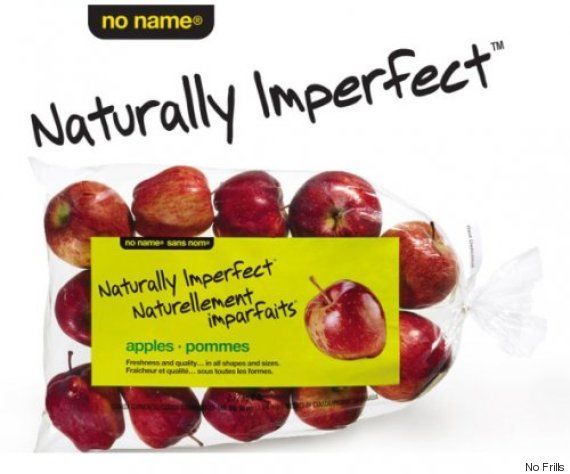 no name®
Naturally Imperfect™
no name® sans nom®
Naturally Imperfect™
Naturellement
imparfaits™
apples • pommes
Freshness and quality... in all shapes and sizes.
Fraîcheur et qualité... sous toutes les formes.
No Frills